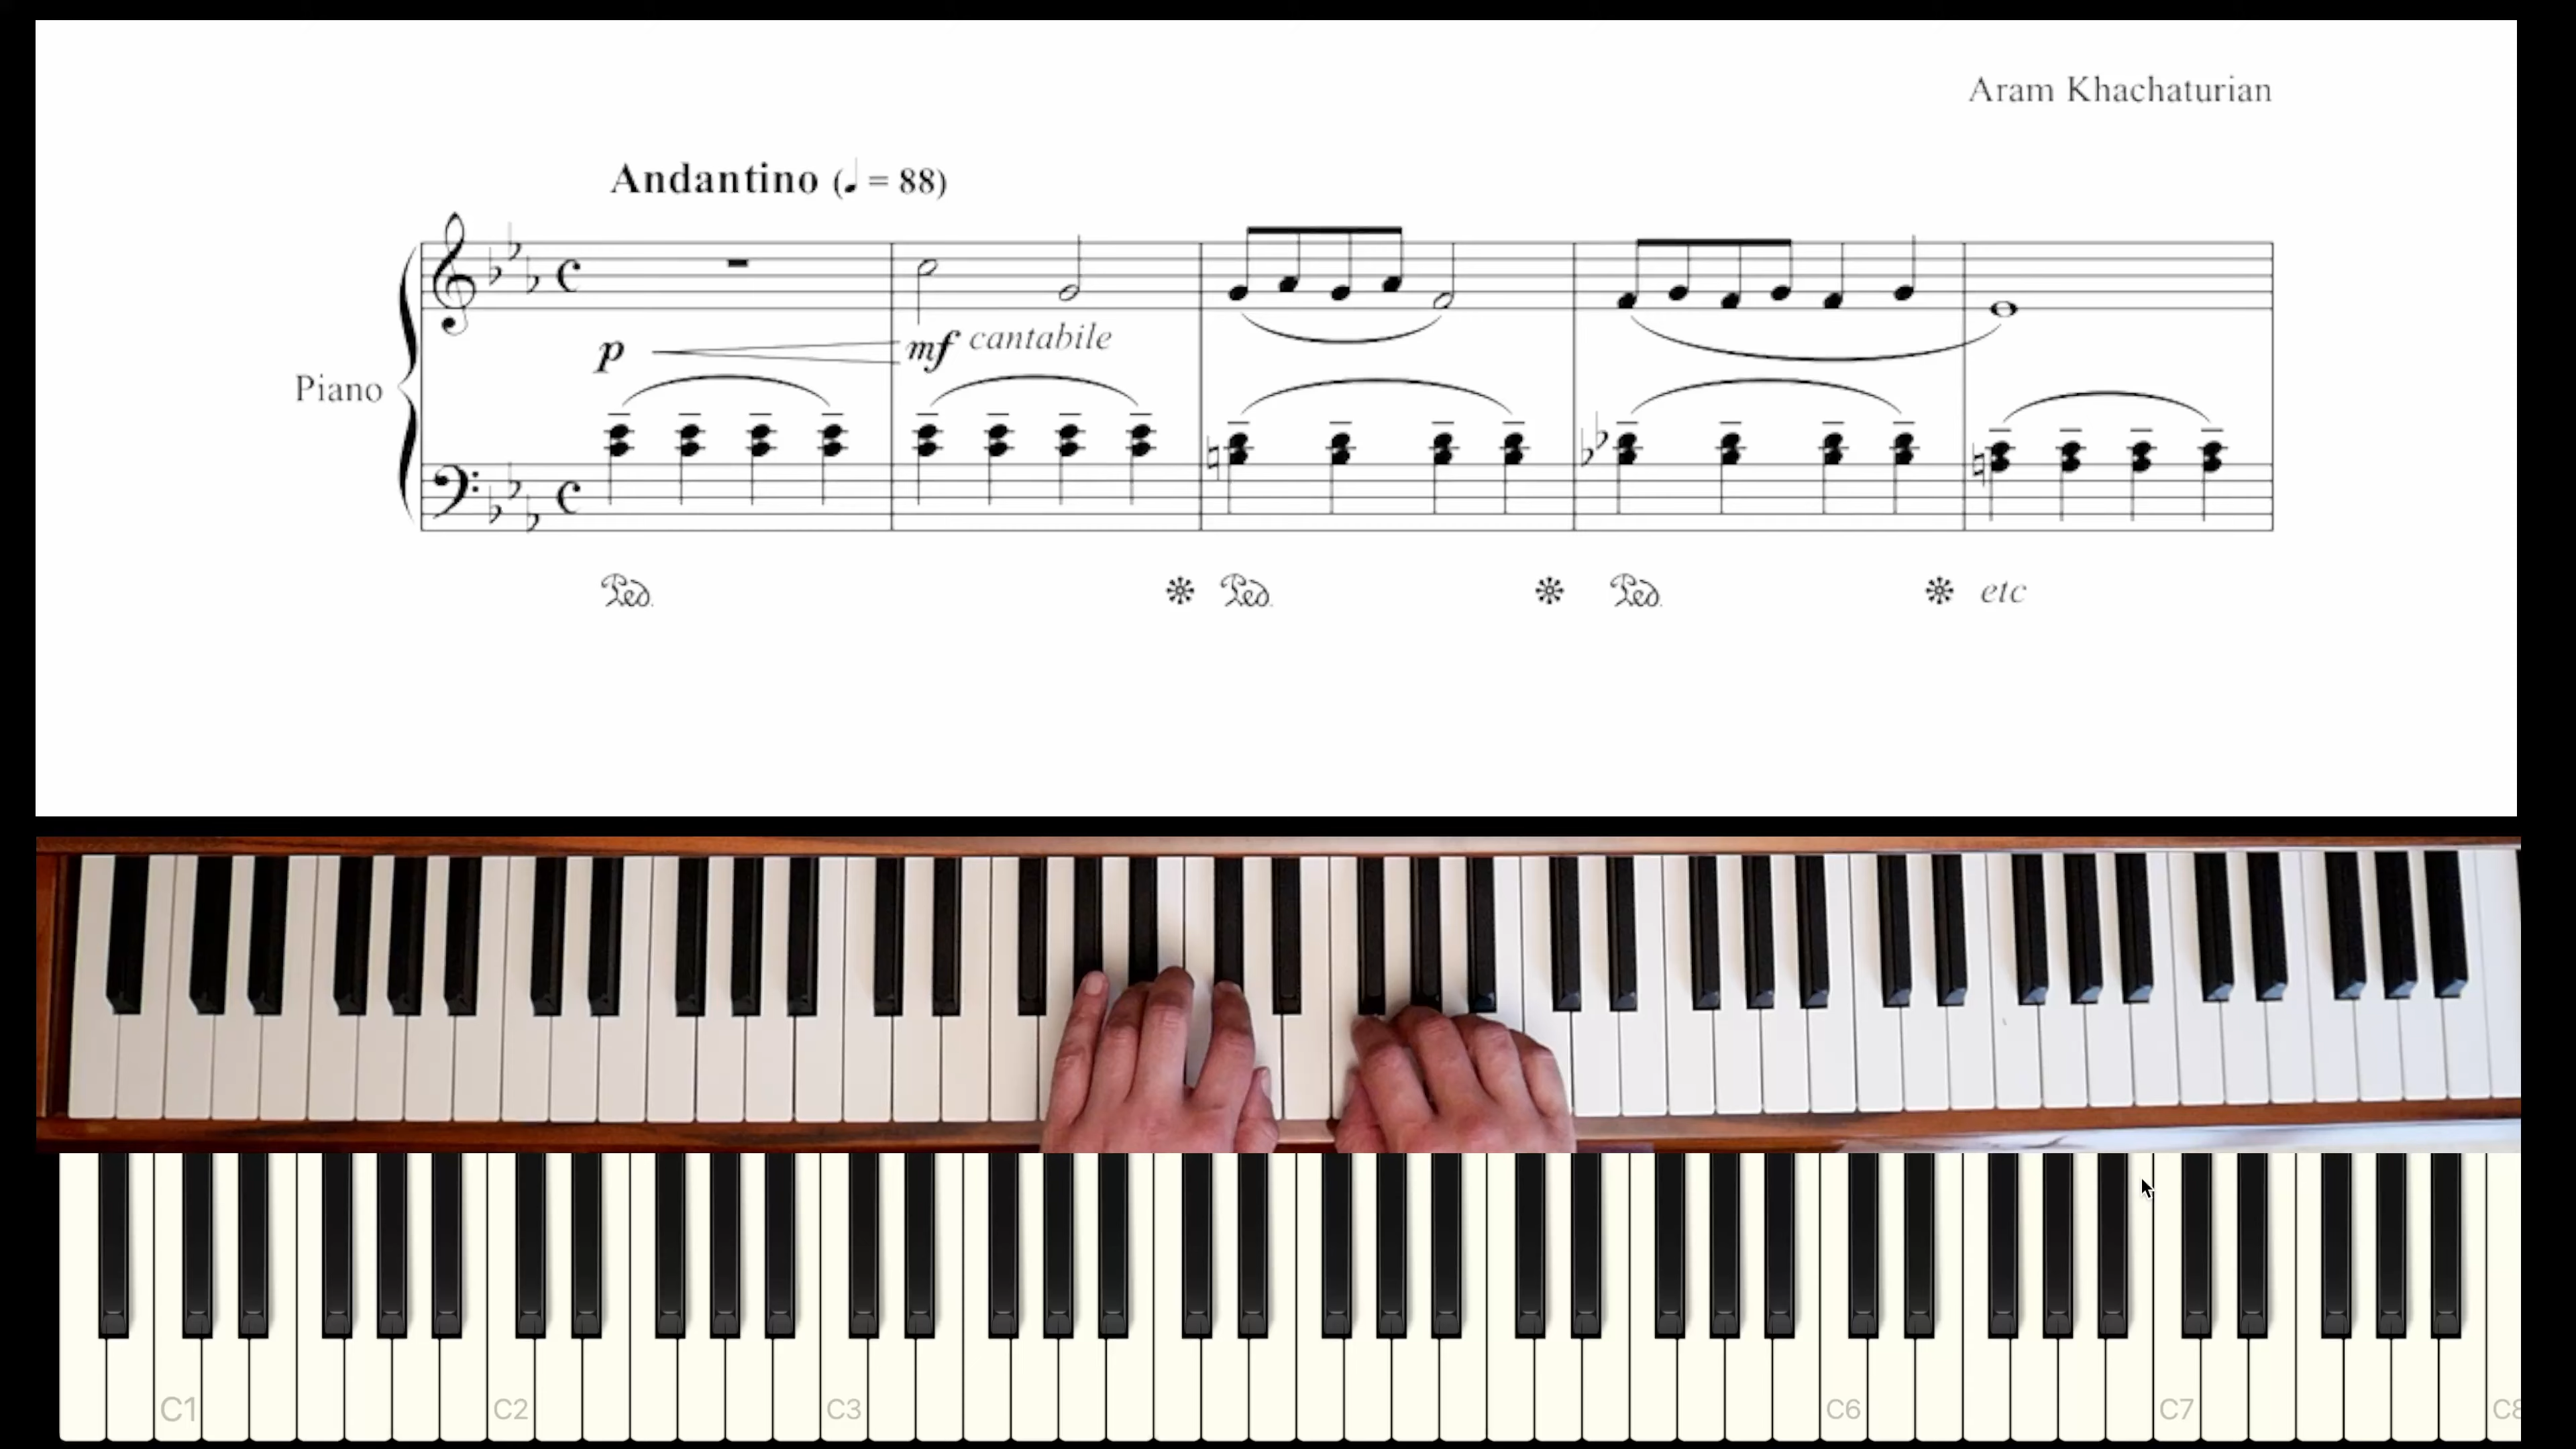 Aram Khachaturian
Andantino (♩ = 88)
p mf cantabile
Piano
Ped. Ped. Ped. etc
C1 C2 C3 C6 C7 C8